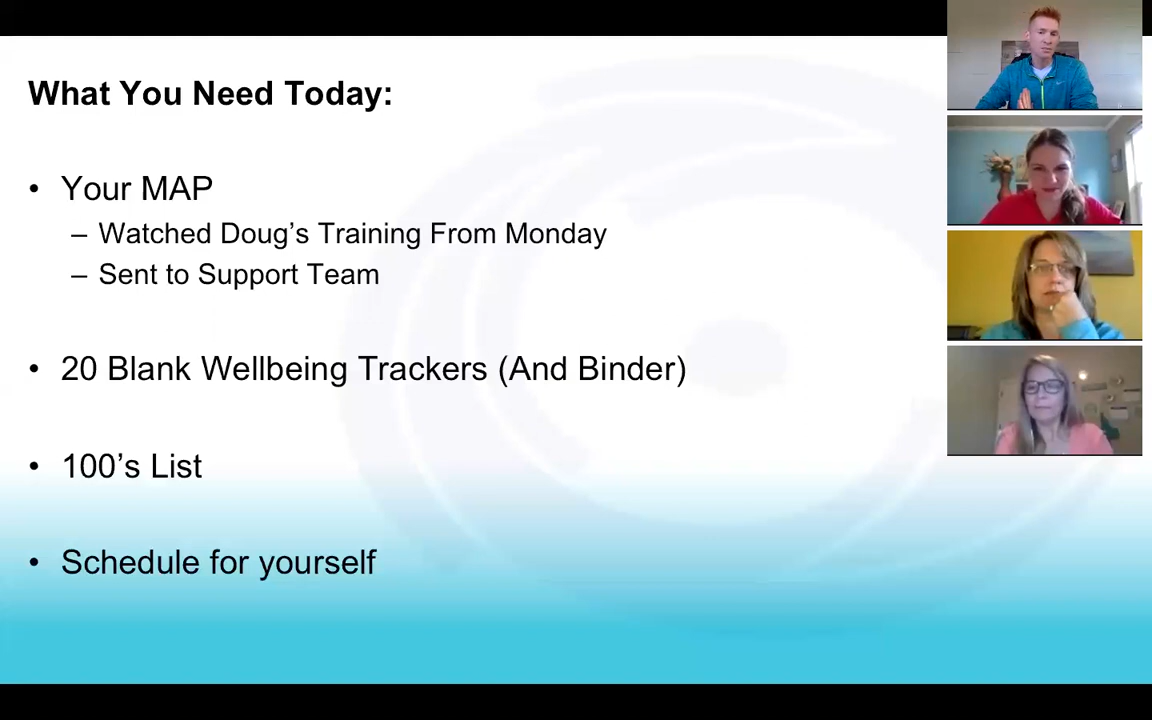 What You Need Today:
• Your MAP
– Watched Doug’s Training From Monday
– Sent to Support Team
• 20 Blank Wellbeing Trackers (And Binder)
• 100’s List
• Schedule for yourself